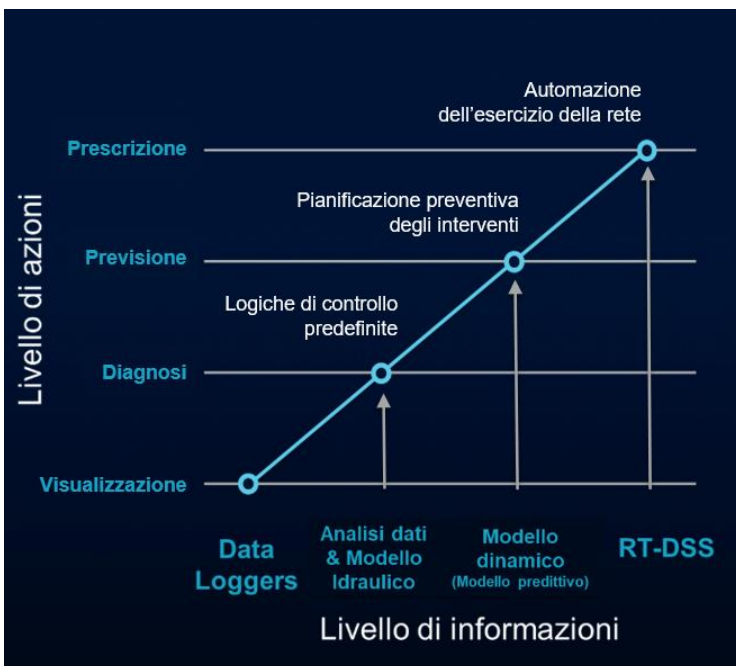 Automazione
dell'esercizio della rete
Prescrizione
Pianificazione preventiva
degli interventi
Previsione
Logiche di controllo
predefinite
Diagnosi
Visualizzazione
Livello di azioni
Data
Loggers
Analisi dati
& Modello
Idraulico
Modello
dinamico
(Modello predittivo)
RT-DSS
Livello di informazioni